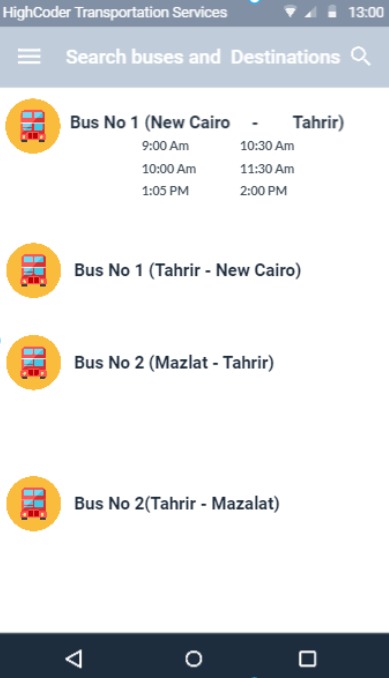 HighCoder Transportation Services 13:00
Search buses and Destinations
Bus No 1 (New Cairo - Tahrir)
9:00 Am 10:30 Am
10:00 Am 11:30 Am
1:05 PM 2:00 PM
Bus No 1 (Tahrir - New Cairo)
Bus No 2 (Mazlat - Tahrir)
Bus No 2(Tahrir - Mazalat)